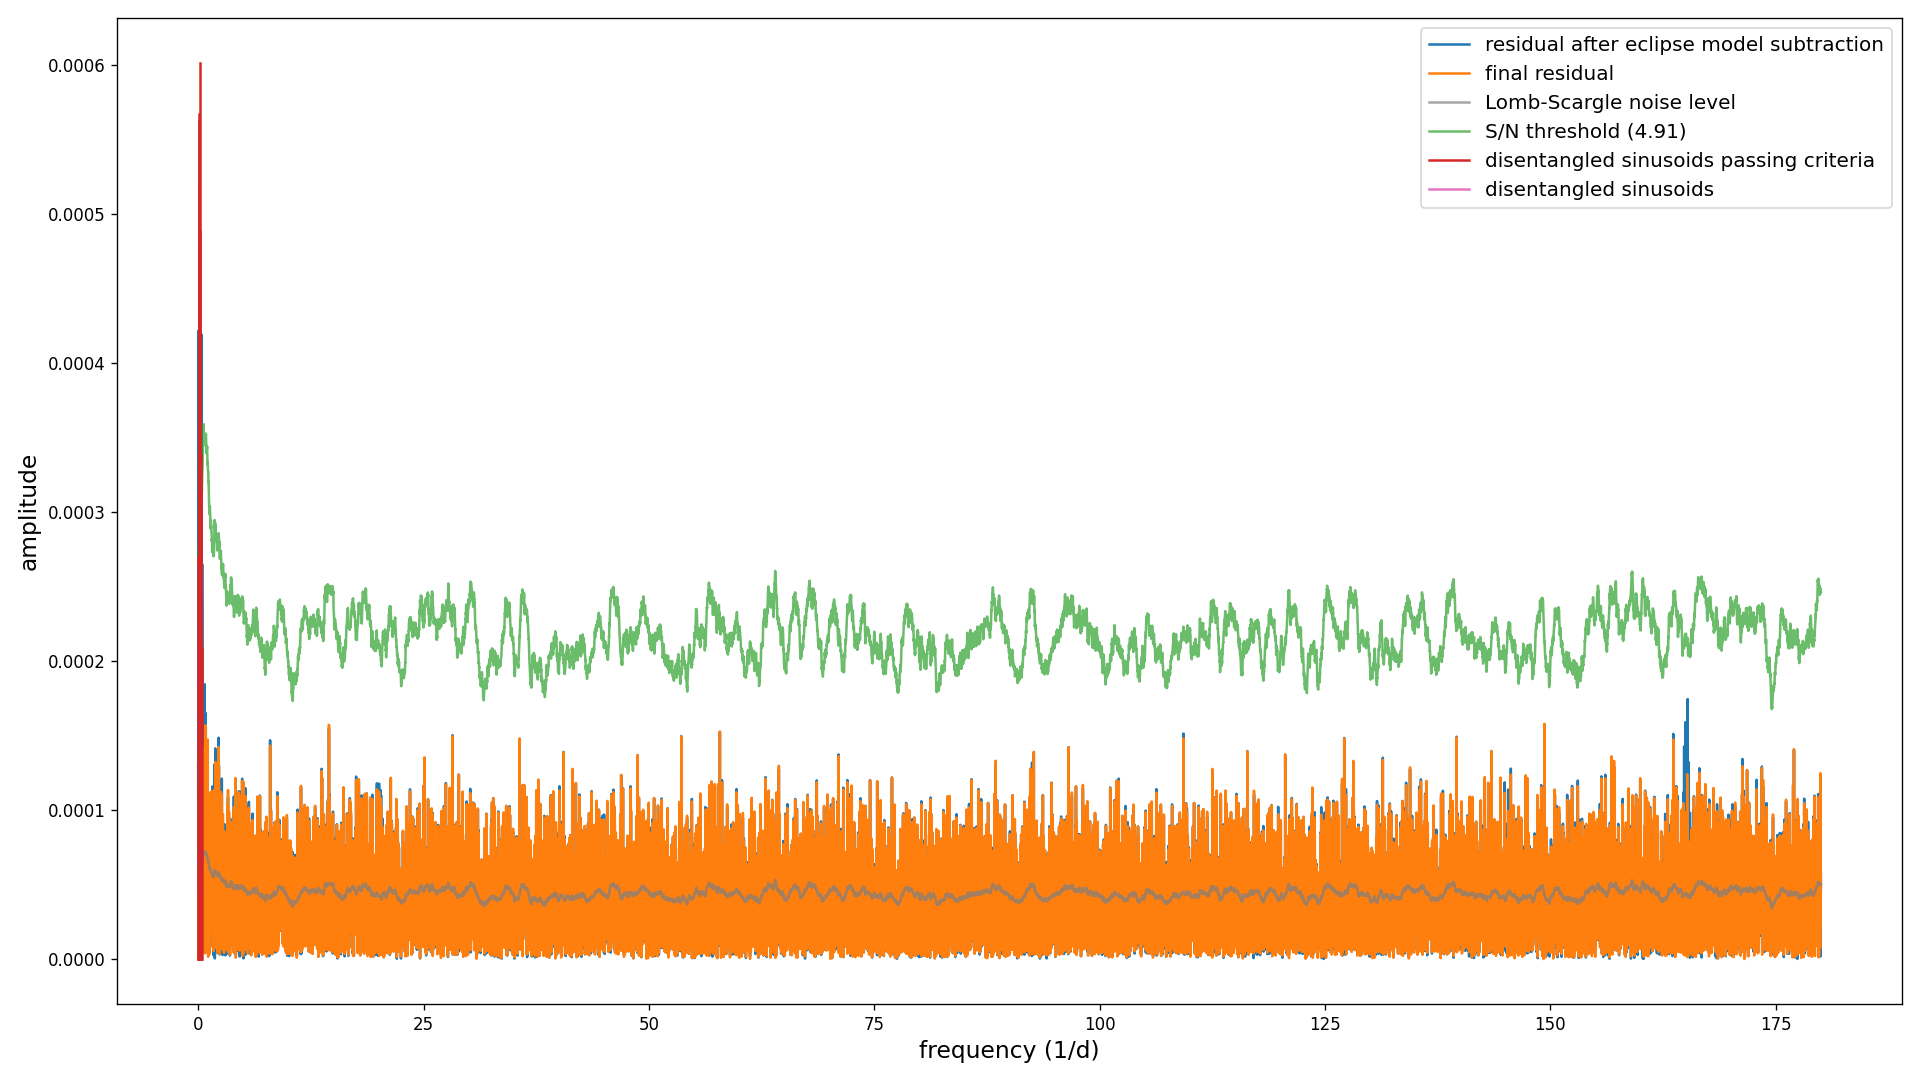 residual after eclipse model subtraction
final residual
Lomb-Scargle noise level
S/N threshold (4.91)
disentangled sinusoids passing criteria
disentangled sinusoids
amplitude
0.0006
0.0005
0.0004
0.0003
0.0002
0.0001
0.0000
0 25 50 75 100 125 150 175
frequency (1/d)